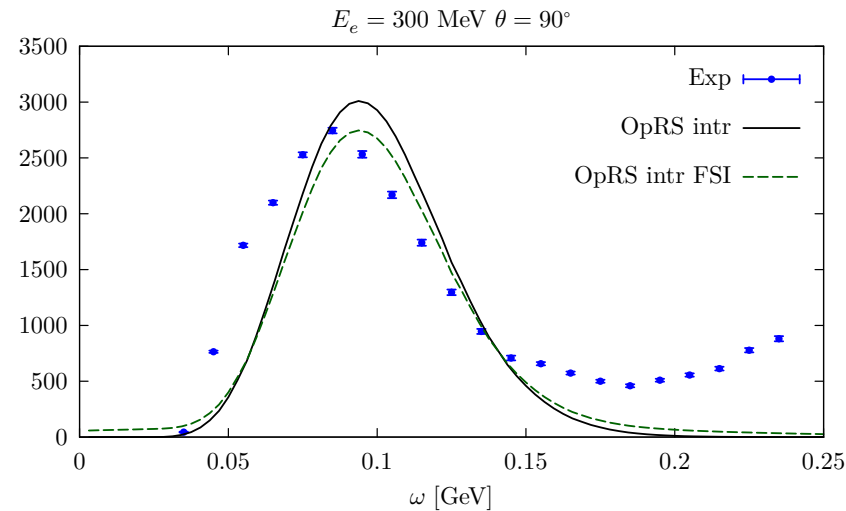 E_e = 300 MeV θ = 90°
3500
3000
2500
2000
1500
1000
500
0
Exp
OpRS intr
OpRS intr FSI
0 0.05 0.1 0.15 0.2 0.25
ω [GeV]